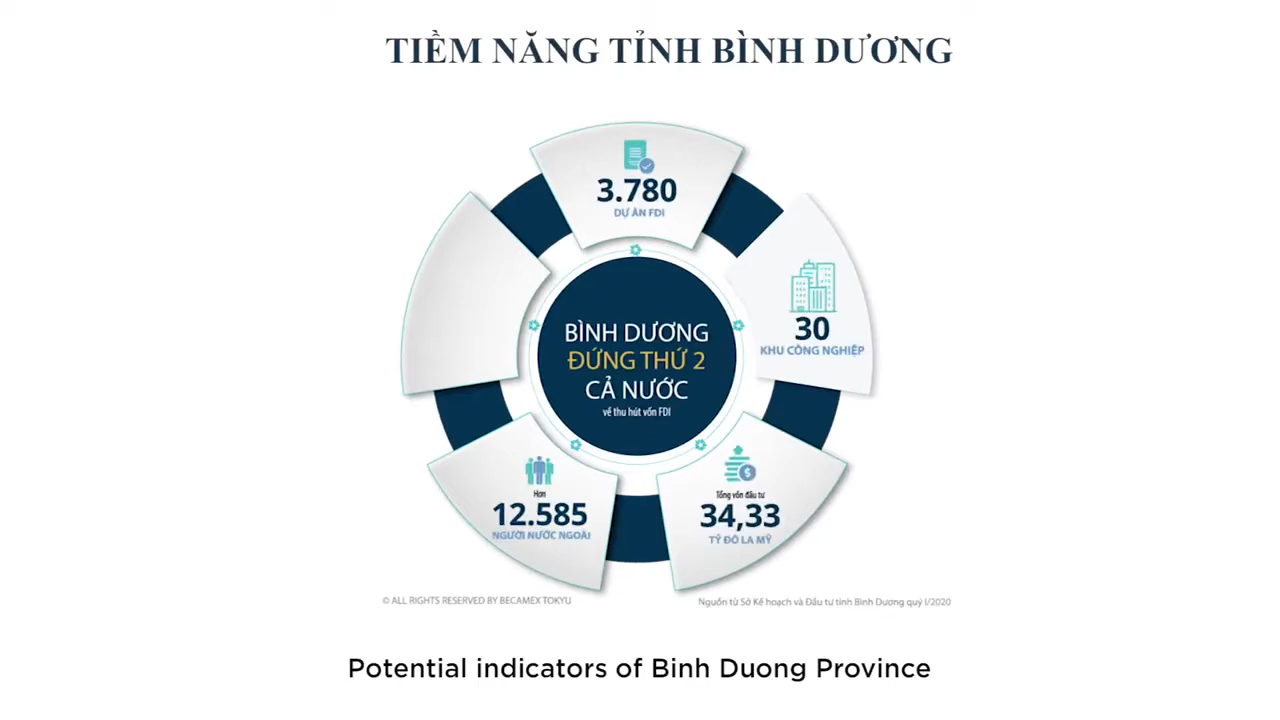 TIỀM NĂNG TỈNH BÌNH DƯƠNG
3.780
DỰ ÁN FDI
30
KHU CÔNG NGHIỆP
BÌNH DƯƠNG
ĐỨNG THỨ 2
CẢ NƯỚC
về thu hút vốn FDI
Hơn
12.585
NGƯỜI NƯỚC NGOÀI
Tổng vốn đầu tư
34,33
TỶ ĐÔ LA MỸ
$
© ALL RIGHTS RESERVED BY BECAMEX TOKYU
Nguồn từ Sở Kế hoạch và Đầu tư tỉnh Bình Dương quý I/2020
Potential indicators of Binh Duong Province